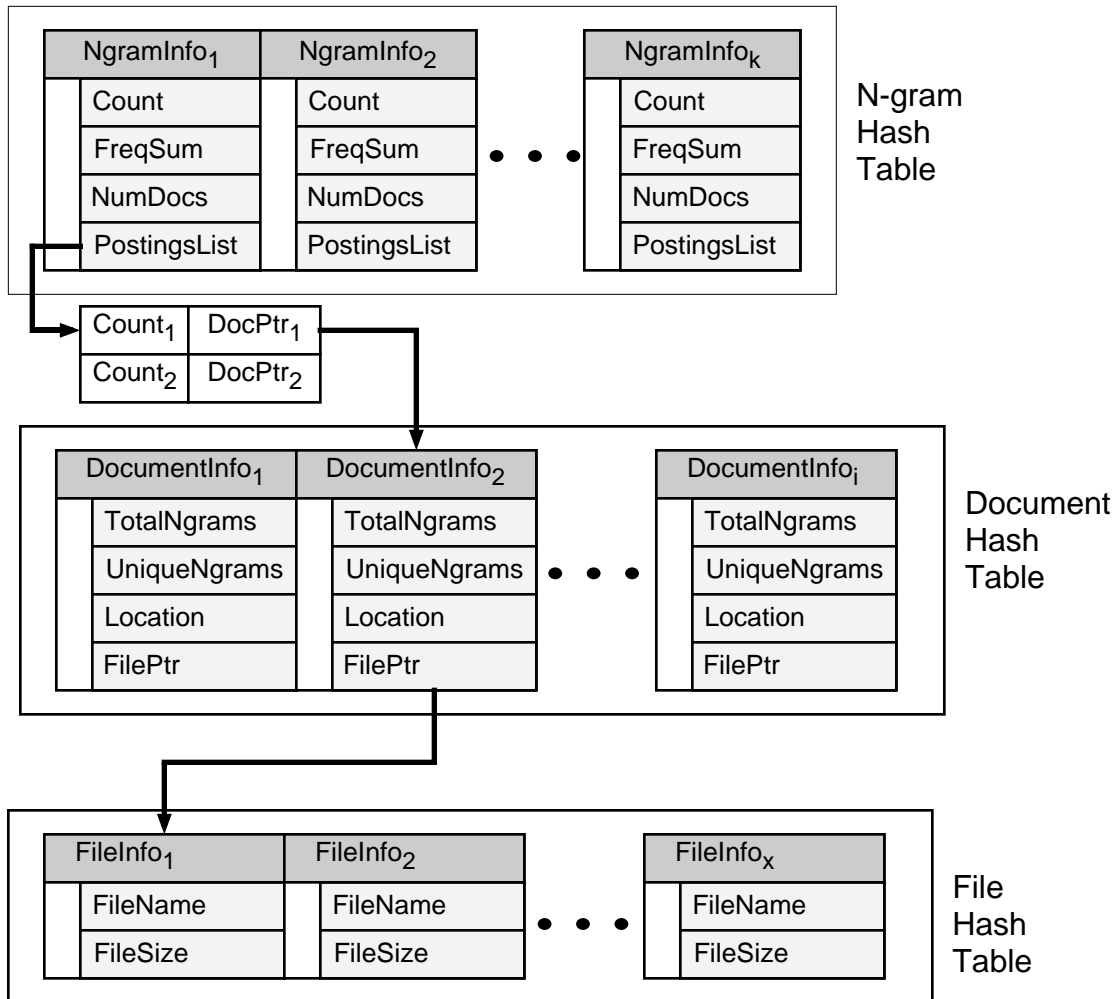 NgramInfo1 NgramInfo2 NgramInfok
Count Count Count
FreqSum FreqSum FreqSum
NumDocs NumDocs NumDocs
PostingsList PostingsList PostingsList
N-gram
Hash
Table
Count1 DocPtr1
Count2 DocPtr2
DocumentInfo1 DocumentInfo2 DocumentInfoi
TotalNgrams TotalNgrams TotalNgrams
UniqueNgrams UniqueNgrams UniqueNgrams
Location Location Location
FilePtr FilePtr FilePtr
Document
Hash
Table
FileInfo1 FileInfo2 FileInfox
FileName FileName FileName
FileSize FileSize FileSize
File
Hash
Table